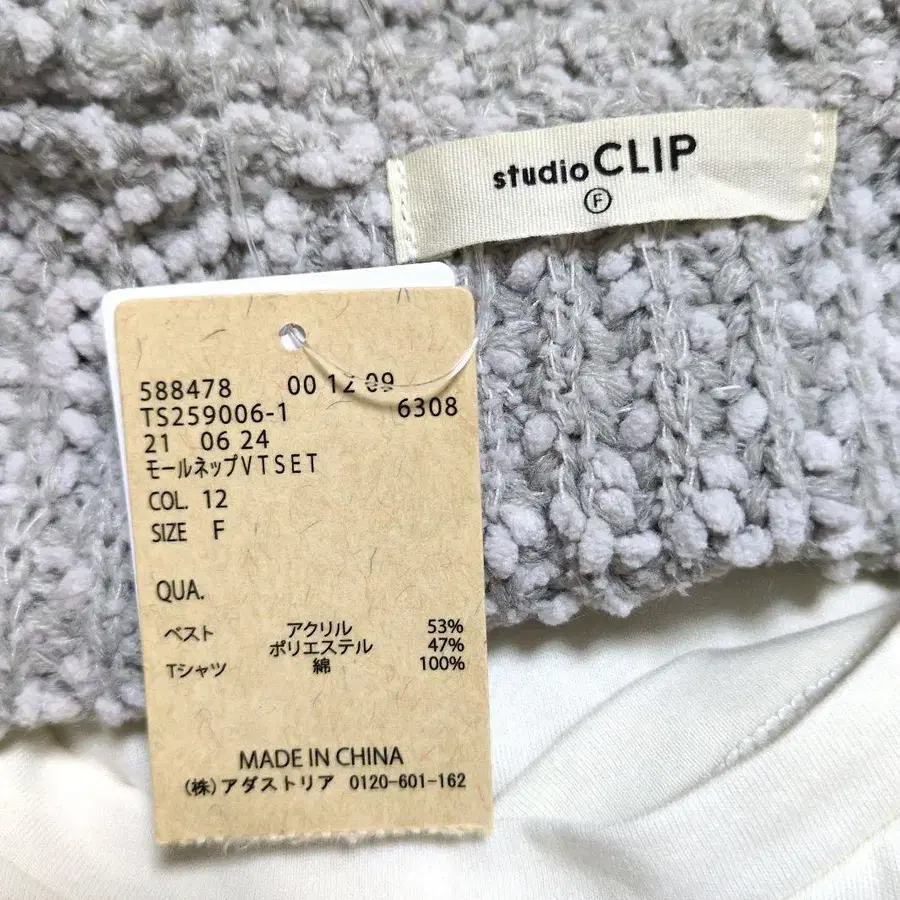 studio CLIP
F
588478 00 12 09
TS259006-1 6308
21 06 24
モールネップVTSET
COL. 12
SIZE F
QUA.
ベスト アクリル 53%
ポリエステル 47%
Tシャツ 綿 100%
MADE IN CHINA
(株)アダストリア 0120-601-162